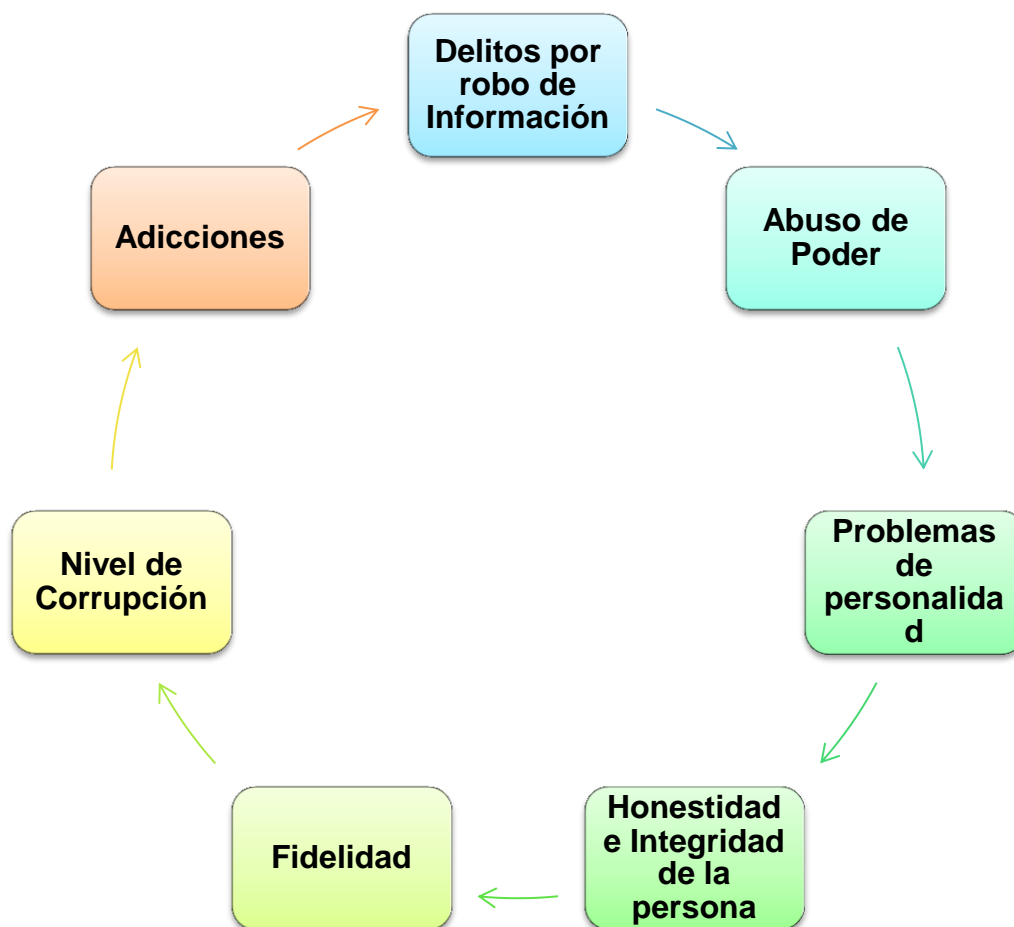 Delitos por
robo de
Información
Abuso de
Poder
Problemas
de
personalida
d
Honestidad
e Integridad
de la
persona
Fidelidad
Nivel de
Corrupción
Adicciones